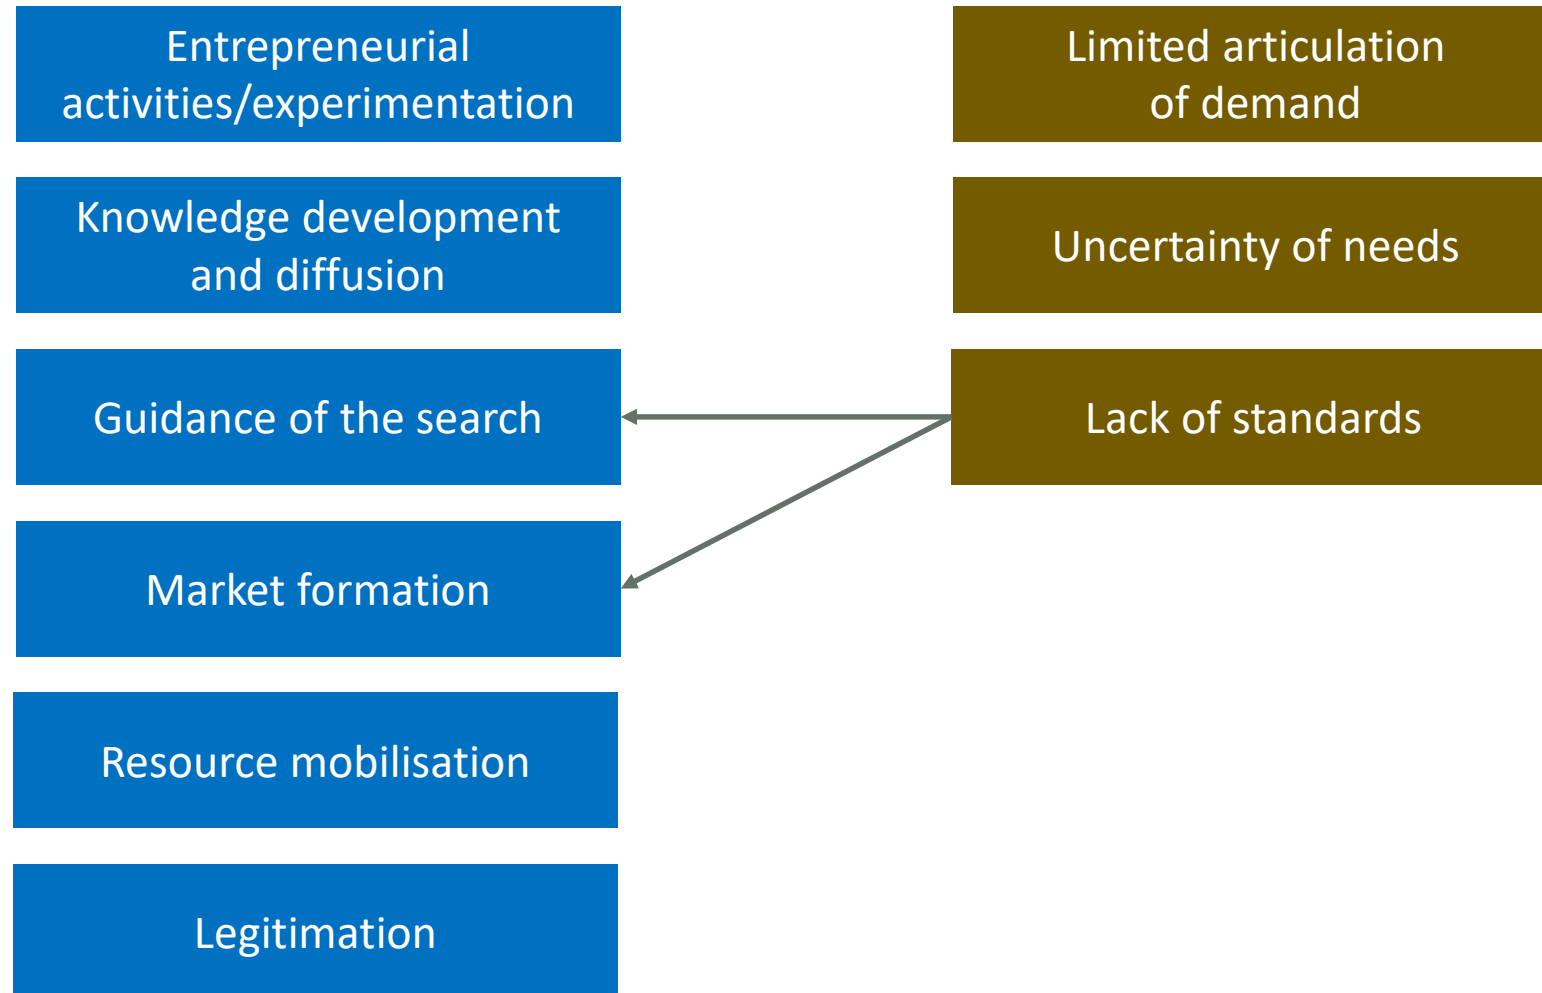 Entrepreneurial
activities/experimentation
Limited articulation
of demand
Knowledge development
and diffusion
Uncertainty of needs
Guidance of the search
Lack of standards
Market formation
Resource mobilisation
Legitimation